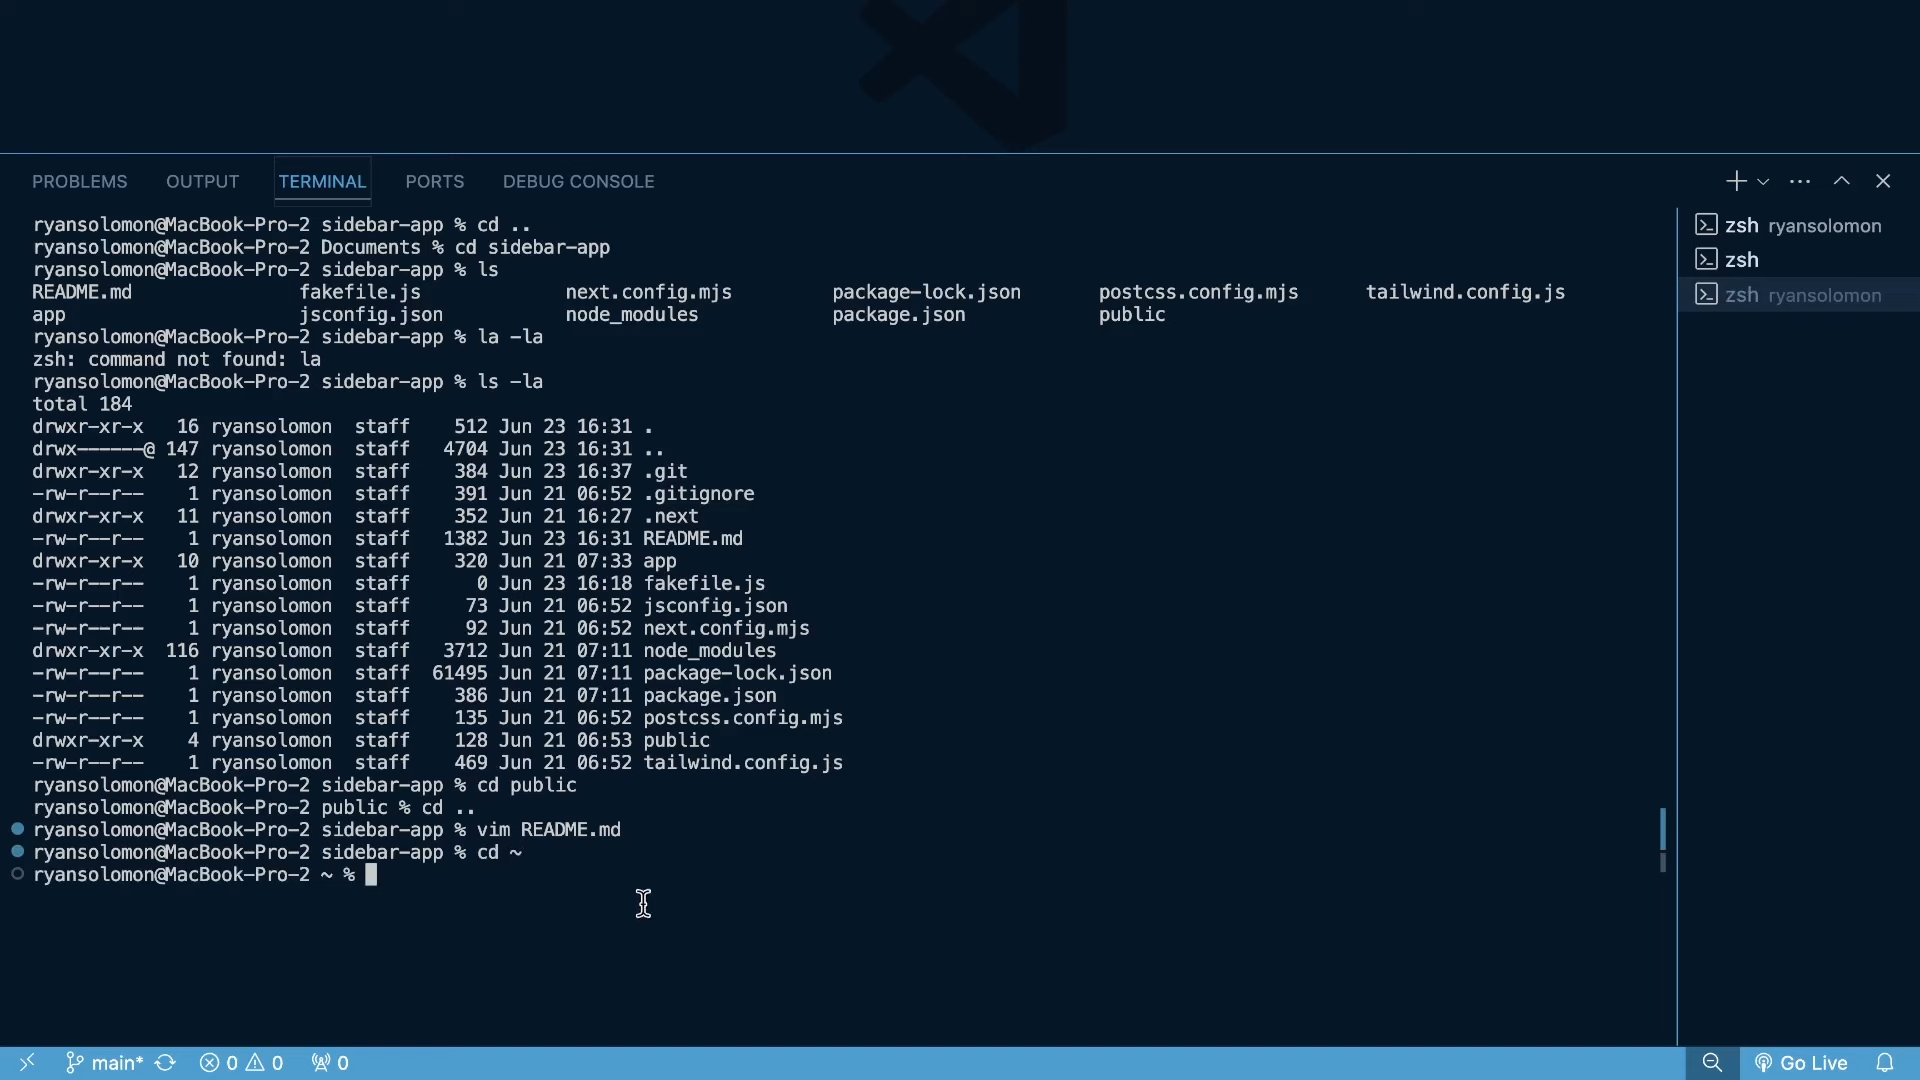 PROBLEMS OUTPUT TERMINAL PORTS DEBUG CONSOLE
ryansolomon@MacBook-Pro-2 sidebar-app % cd ..
ryansolomon@MacBook-Pro-2 Documents % cd sidebar-app
ryansolomon@MacBook-Pro-2 sidebar-app % ls
README.md fakefile.js next.config.mjs package-lock.json postcss.config.mjs tailwind.config.js
app jsconfig.json node_modules package.json public
ryansolomon@MacBook-Pro-2 sidebar-app % la -la
zsh: command not found: la
ryansolomon@MacBook-Pro-2 sidebar-app % ls -la
total 184
drwxr-xr-x 16 ryansolomon staff 512 Jun 23 16:31 .
drwx------@ 147 ryansolomon staff 4704 Jun 23 16:31 ..
drwxr-xr-x 12 ryansolomon staff 384 Jun 23 16:37 .git
-rw-r--r-- 1 ryansolomon staff 391 Jun 21 06:52 .gitignore
drwxr-xr-x 11 ryansolomon staff 352 Jun 21 16:27 .next
-rw-r--r-- 1 ryansolomon staff 1382 Jun 23 16:31 README.md
drwxr-xr-x 10 ryansolomon staff 320 Jun 21 07:33 app
-rw-r--r-- 1 ryansolomon staff 0 Jun 23 16:18 fakefile.js
-rw-r--r-- 1 ryansolomon staff 73 Jun 21 06:52 jsconfig.json
-rw-r--r-- 1 ryansolomon staff 92 Jun 21 06:52 next.config.mjs
drwxr-xr-x 116 ryansolomon staff 3712 Jun 21 07:11 node_modules
-rw-r--r-- 1 ryansolomon staff 61495 Jun 21 07:11 package-lock.json
-rw-r--r-- 1 ryansolomon staff 386 Jun 21 07:11 package.json
-rw-r--r-- 1 ryansolomon staff 135 Jun 21 06:52 postcss.config.mjs
drwxr-xr-x 4 ryansolomon staff 128 Jun 21 06:53 public
-rw-r--r-- 1 ryansolomon staff 469 Jun 21 06:52 tailwind.config.js
ryansolomon@MacBook-Pro-2 sidebar-app % cd public
ryansolomon@MacBook-Pro-2 public % cd ..
ryansolomon@MacBook-Pro-2 sidebar-app % vim README.md
ryansolomon@MacBook-Pro-2 sidebar-app % cd ~
ryansolomon@MacBook-Pro-2 ~ %
zsh ryansolomon
zsh
zsh ryansolomon
main* 0 0 0 Go Live